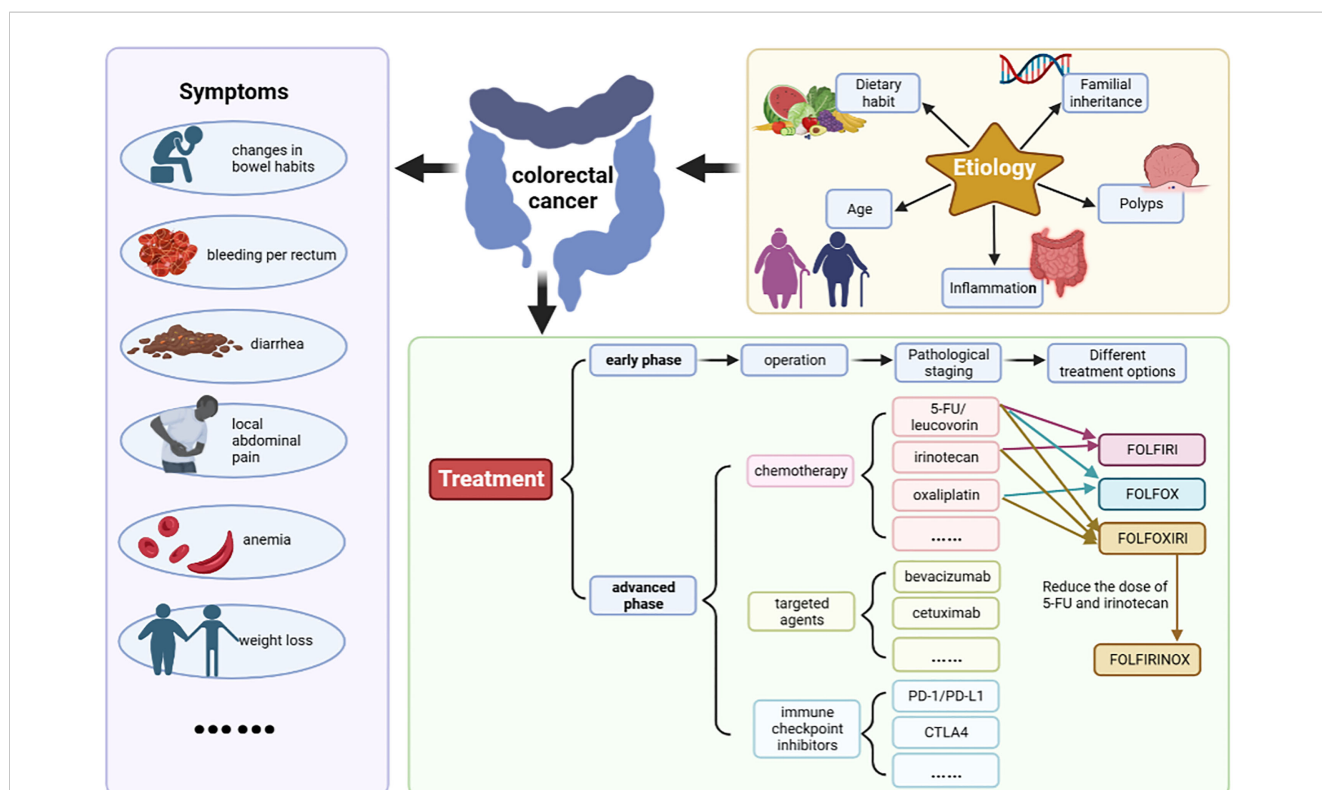 Symptoms
changes in
bowel habits
bleeding per rectum
diarrhea
local
abdominal
pain
anemia
weight loss
......
colorectal
cancer
Dietary
habit
Familial
inheritance
Etiology
Age
Polyps
Inflammation
Treatment
early phase
operation
Pathological
staging
Different
treatment options
advanced
phase
chemotherapy
5-FU/
leucovorin
irinotecan
oxaliplatin
......
FOLFIRI
FOLFOX
FOLFOXIRI
Reduce the dose of
5-FU and irinotecan
FOLFIRINOX
targeted
agents
bevacizumab
cetuximab
......
immune
checkpoint
inhibitors
PD-1/PD-L1
CTLA4
......